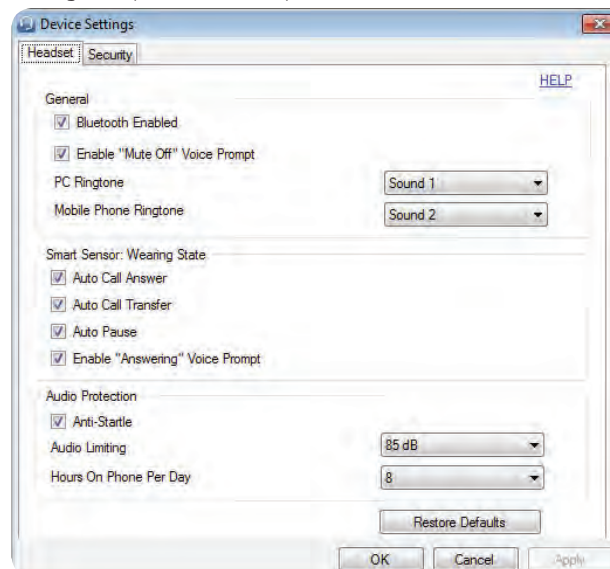 Device Settings
Headset Security
HELP
General
Bluetooth Enabled
Enable "Mute Off" Voice Prompt
PC Ringtone Sound 1
Mobile Phone Ringtone Sound 2
Smart Sensor: Wearing State
Auto Call Answer
Auto Call Transfer
Auto Pause
Enable "Answering" Voice Prompt
Audio Protection
Anti-Startle
Audio Limiting 85 dB
Hours On Phone Per Day 8
Restore Defaults
OK Cancel Apply